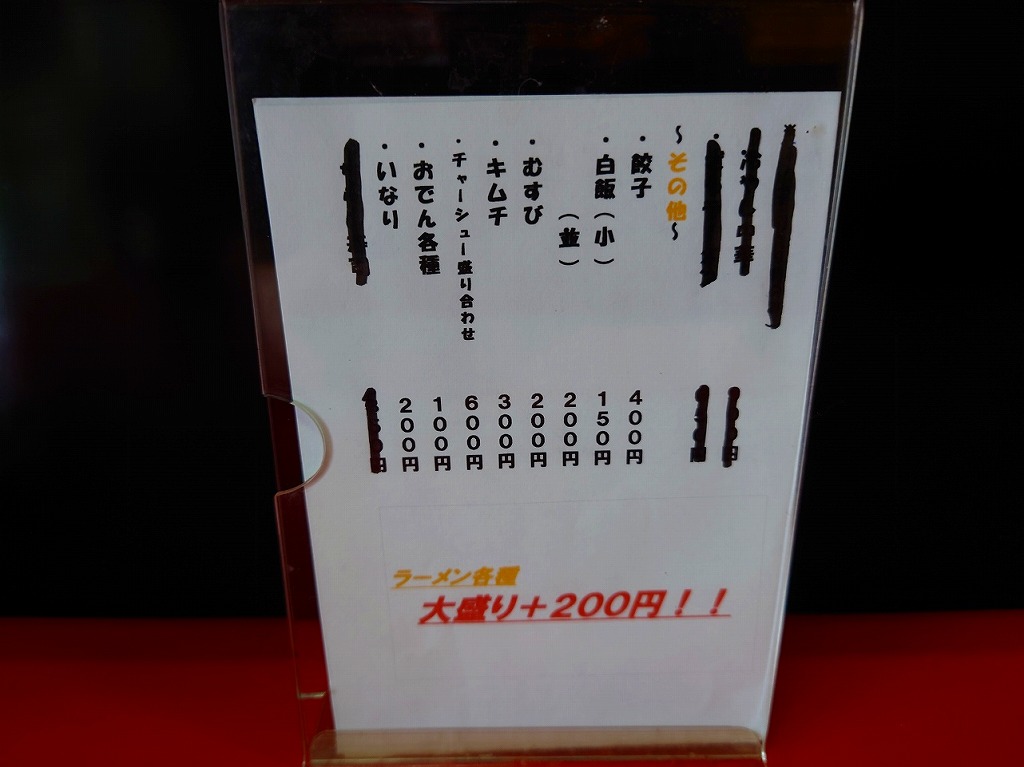 ～その他～
・餃子 400円
・白飯（小） 150円
（並） 200円
・むすび 200円
・キムチ 300円
・チャーシュー盛り合わせ 600円
・おでん各種 100円
・いなり 200円
ラーメン各種
大盛り＋200円！！